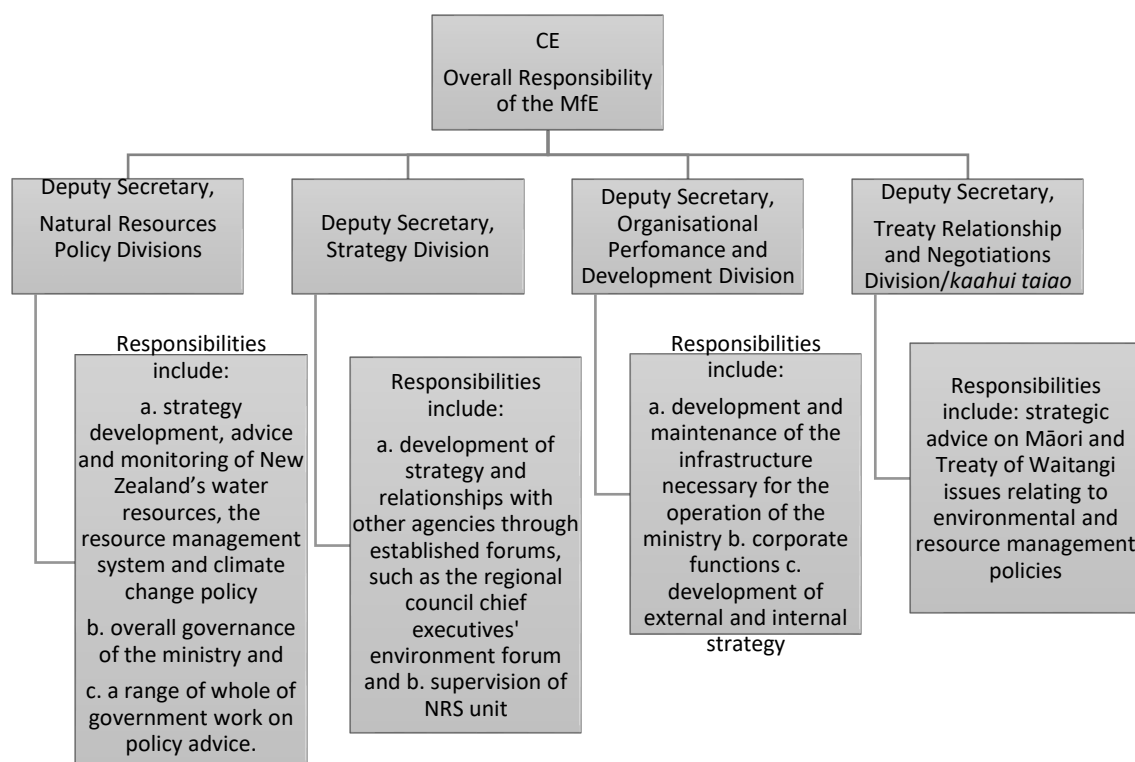 CE
Overall Responsibility
of the MfE
Deputy Secretary,
Natural Resources
Policy Divisions
Deputy Secretary,
Strategy Division
Deputy Secretary,
Organisational
Perfomance and
Development Division
Deputy Secretary,
Treaty Relationship
and Negotiations
Division/kaahui taiao
Responsibilities
include:
a. strategy
development, advice
and monitoring of New
Zealand’s water
resources, the
resource management
system and climate
change policy
b. overall governance
of the ministry and
c. a range of whole of
government work on
policy advice.
Responsibilities
include:
a. development of
strategy and
relationships with
other agencies through
established forums,
such as the regional
council chief
executives'
environment forum
and b. supervision of
NRS unit
Responsibilities
include:
a. development and
maintenance of the
infrastructure
necessary for the
operation of the
ministry b. corporate
functions c.
development of
external and internal
strategy
Responsibilities
include: strategic
advice on Māori and
Treaty of Waitangi
issues relating to
environmental and
resource management
policies